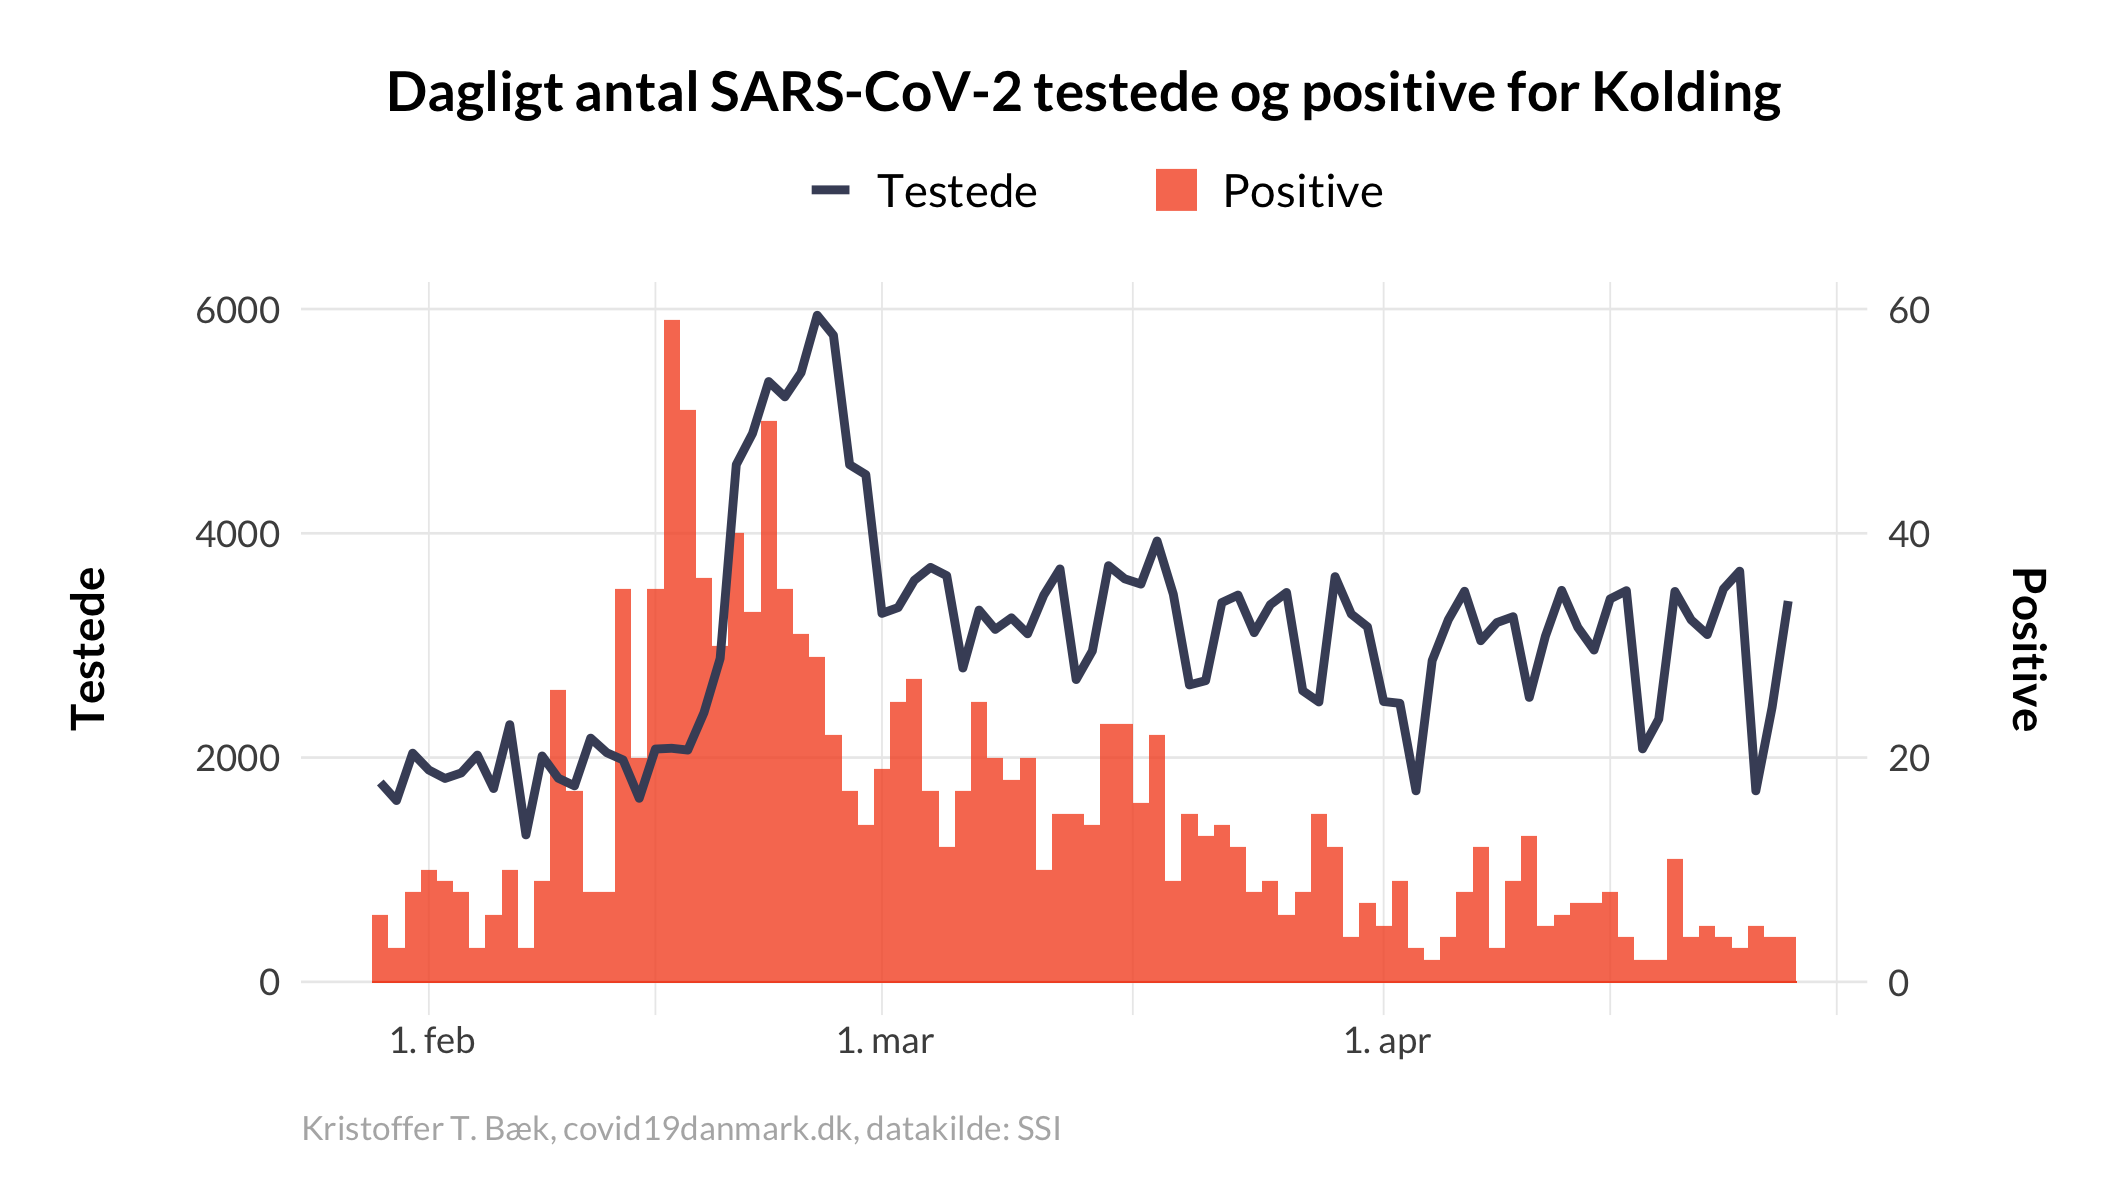 Dagligt antal SARS-CoV-2 testede og positive for Kolding
Testede
Positive
6000
4000
2000
0
Testede
60
40
20
0
Positive
1. feb
1. mar
1. apr
Kristoffer T. Bæk, covid19danmark.dk, datakilde: SSI